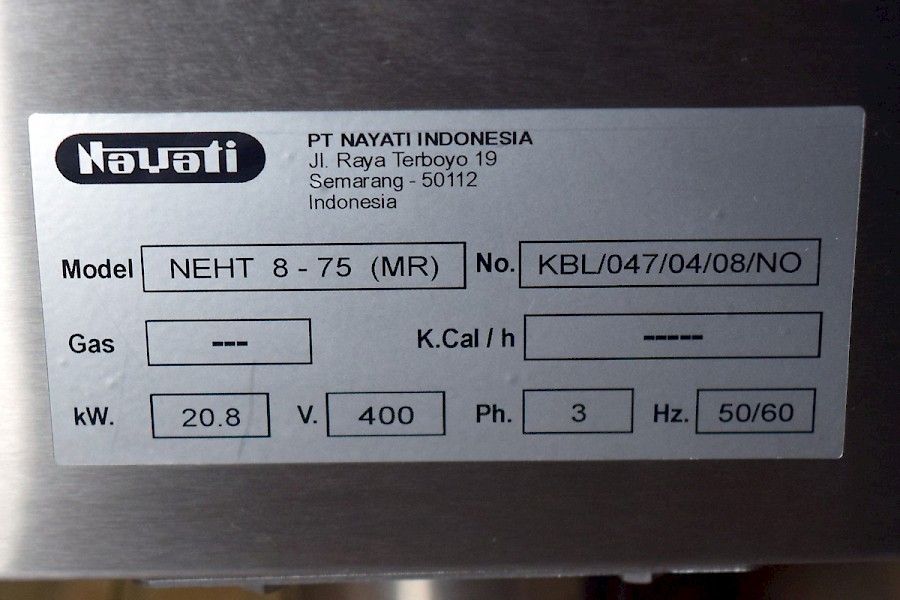 Nayati
PT NAYATI INDONESIA
Jl. Raya Terboyo 19
Semarang - 50112
Indonesia
Model NEHT 8 - 75 (MR) No. KBL/047/04/08/NO
Gas --- K.Cal / h -----
kW. 20.8 V. 400 Ph. 3 Hz. 50/60